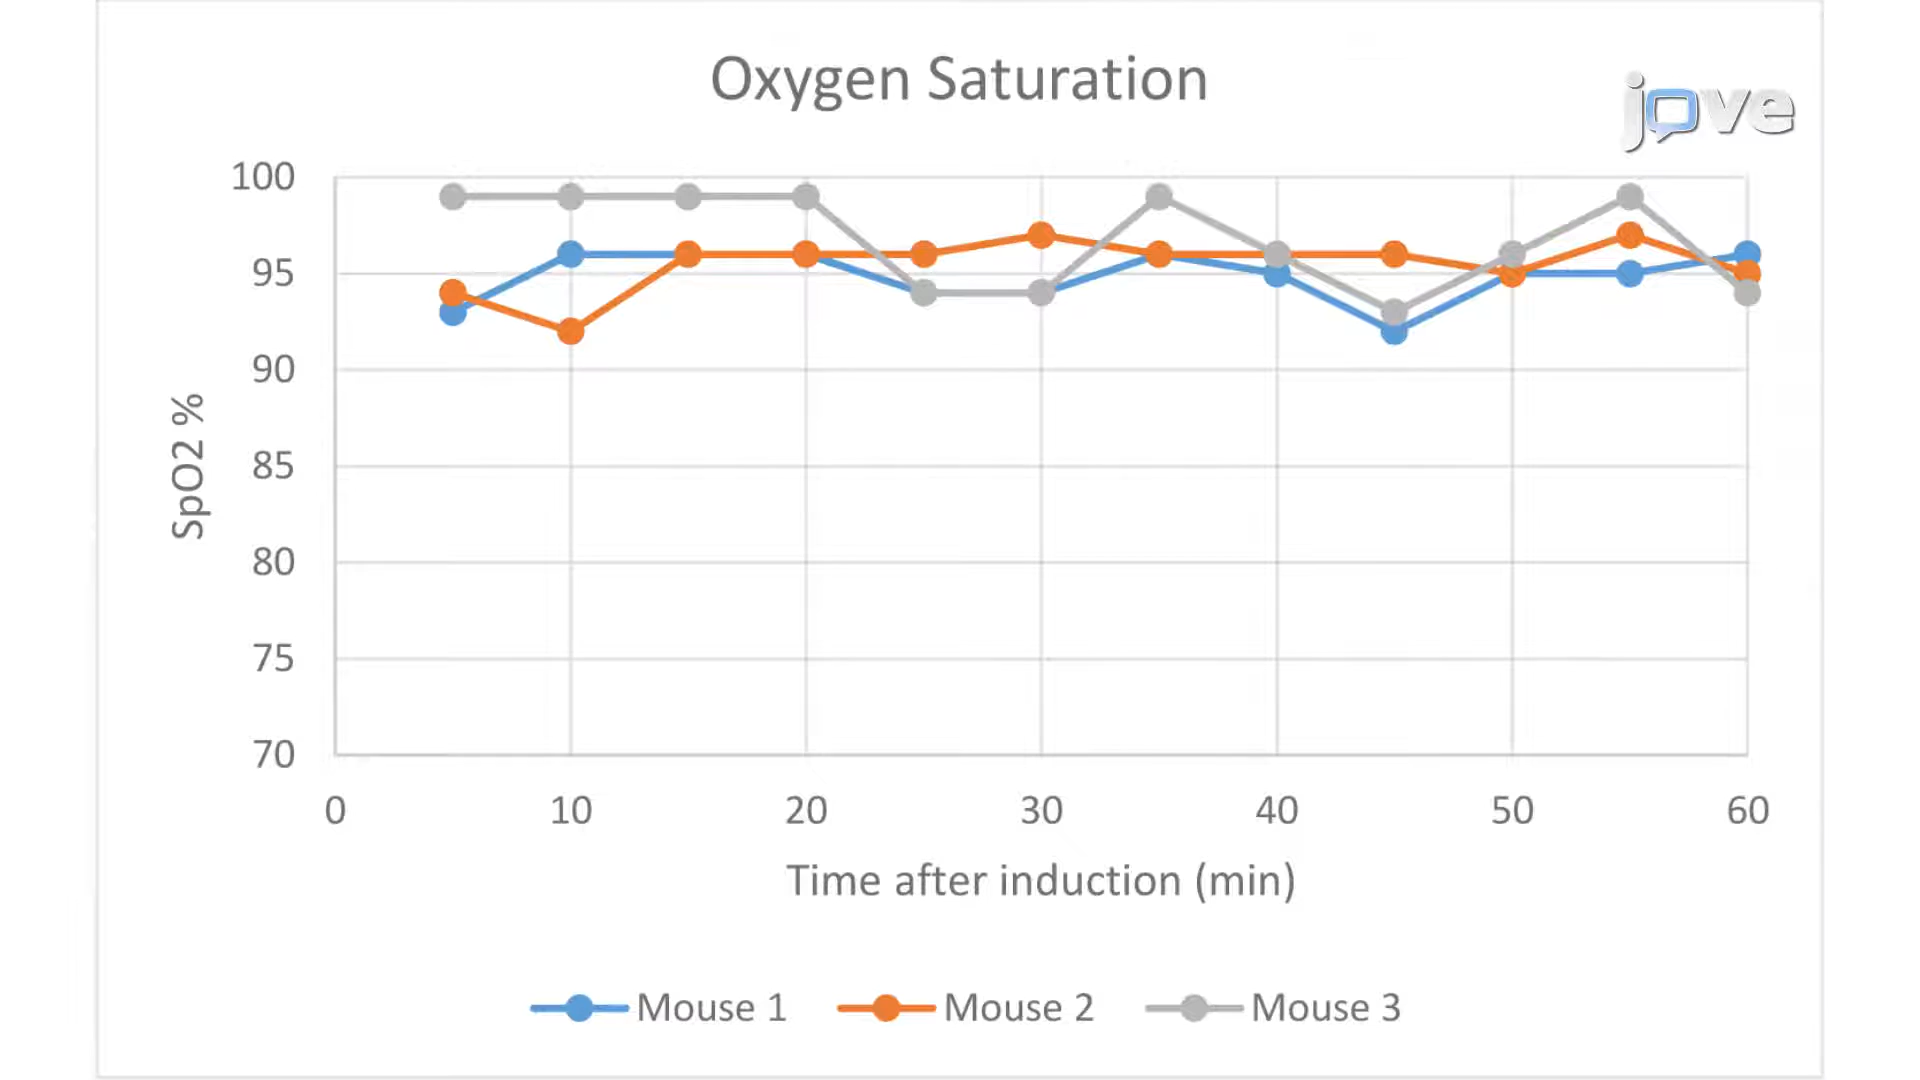 Oxygen Saturation
jove
100
95
90
85
80
75
70
SpO2 %
0 10 20 30 40 50 60
Time after induction (min)
Mouse 1 Mouse 2 Mouse 3